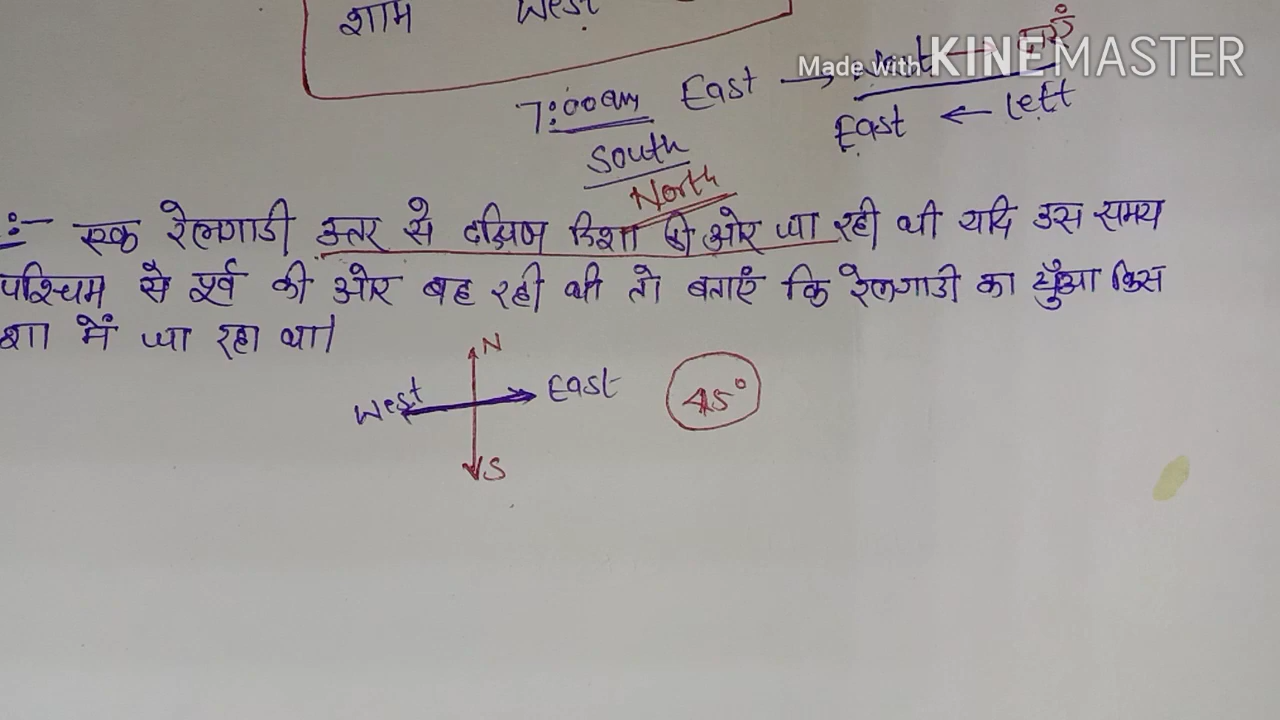 शाम West
7:00am East → → बाएं
Made with KINEMASTER
East ← left
South
North
:- एक रेलगाडी उत्तर से दक्षिण दिशा की ओर जा रही थी यदि उस समय
पश्चिम से पूर्व की ओर बह रही थी तो बताएं कि रेलगाडी का धुँआ किस
शा में जा रहा था।
N
West East 45°
S